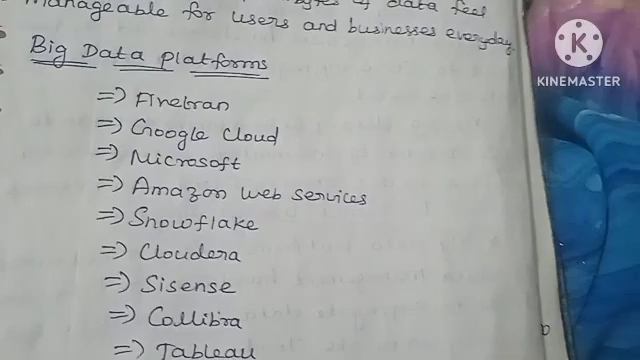 manageable for users and businesses everyday
Big Data Platforms
=> Finetran
=> Google cloud
=> Microsoft
=> Amazon web services
=> Snowflake
=> Cloudera
=> Sisense
=> Collibra
=> Tableau
KINEMASTER